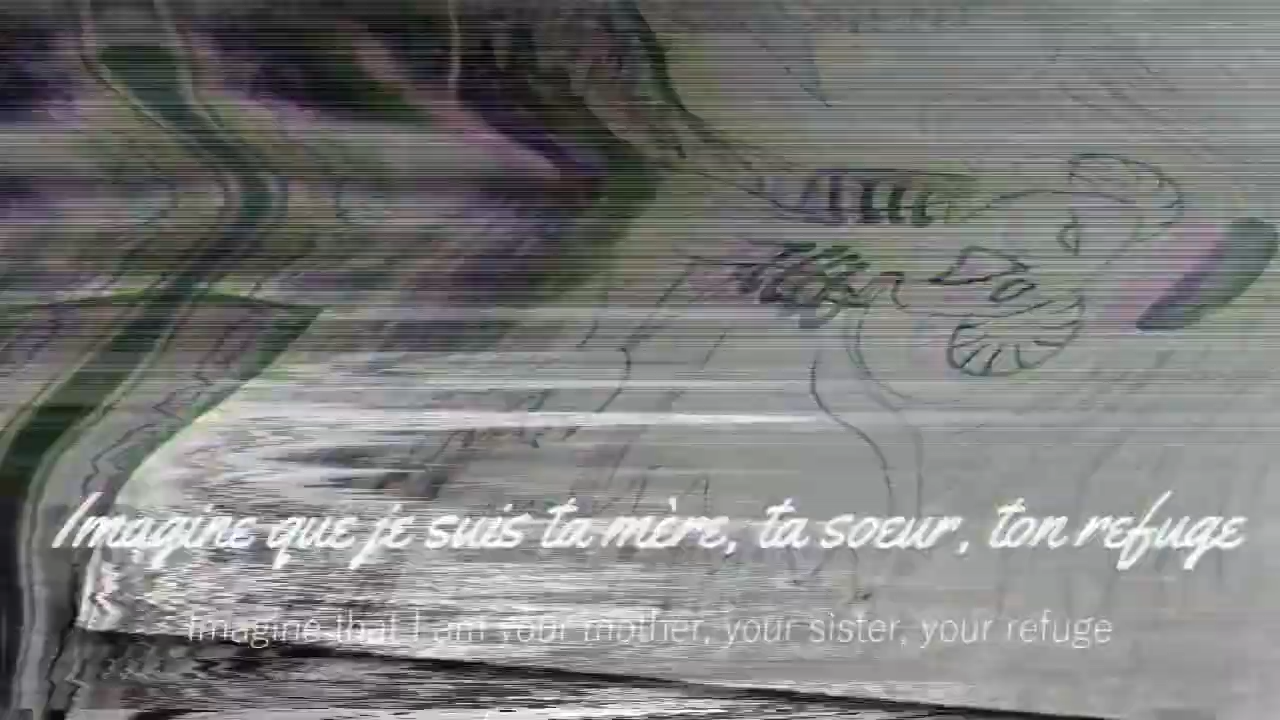 Imagine que je suis ta mère, ta soeur, ton refuge
Imagine that I am your mother, your sister, your refuge